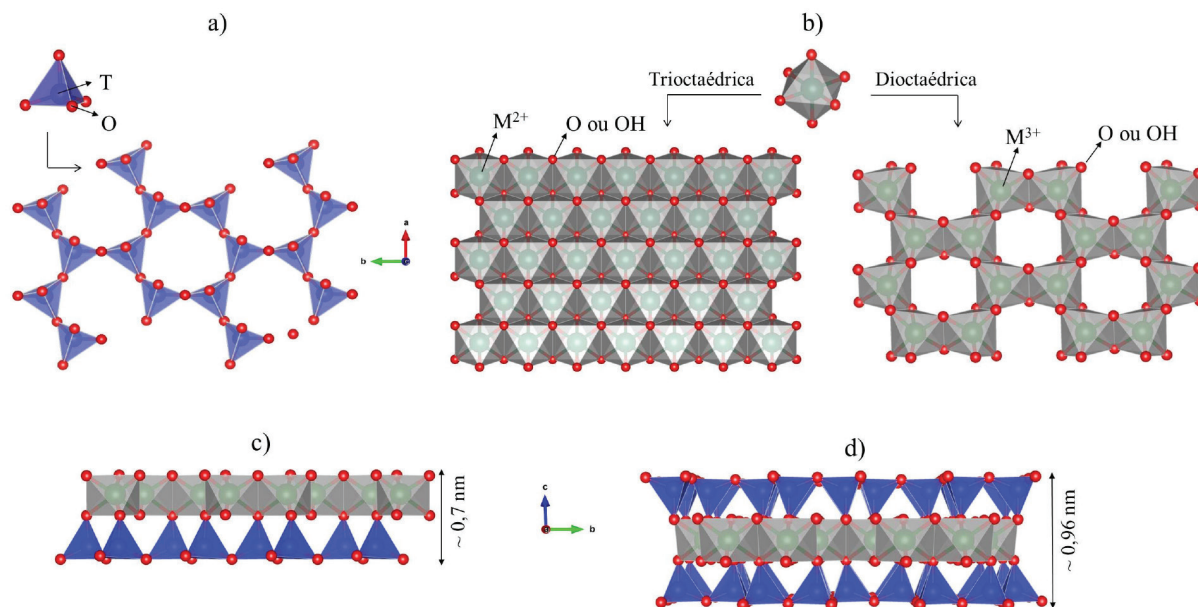 a)
T
O
a
b
b)
Trioctaédrica
Dioctaédrica
M2+
O ou OH
M3+
O ou OH
c)
~ 0,7 nm
c
b
d)
~ 0,96 nm